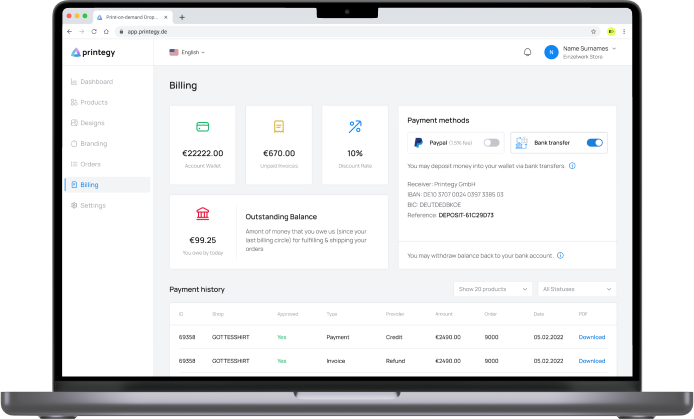 Print-on-demand Drop...
app.printegy.de
printegy
English
N
Name Surnames
Einzelwerk Store
Dashboard
Products
Designs
Branding
Orders
Billing
Settings
Billing
€22222.00
Account Wallet
€670.00
Unpaid Invoices
10%
Discount Rate
€99.25
You owe by today
Outstanding Balance
Amont of money that you owe us (since your
last billing circle) for fulfilling & shipping your
orders
Payment methods
Paypal (1.5% fee)
Bank transfer
You may deposit money into your wallet via bank transfers.
Receiver: Printegy GmbH
IBAN: DE10 3707 0024 0397 3385 03
BIC: DEUTDEDBKOE
Reference: DEPOSIT-61C29D73
You may withdraw balance back to your bank account.
Payment history
Show 20 products
All Statuses
ID Shop Approved Type Provider Amount Order Date PDF
69358 GOTTESSHIRT Yes Payment Credit €2490.00 9000 05.02.2022 Download
69358 GOTTESSHIRT Yes Invoice Refund €2490.00 9000 05.02.2022 Download